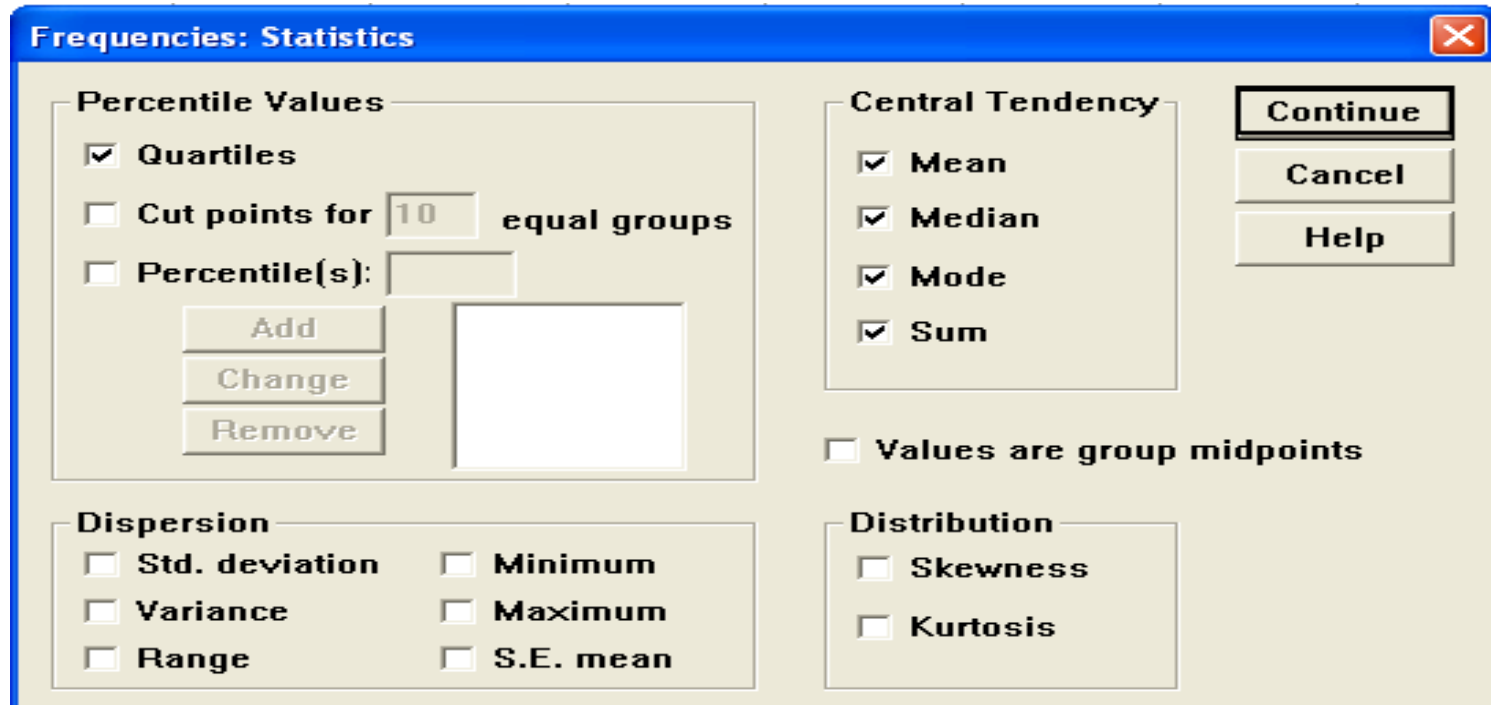 Frequencies: Statistics
Percentile Values
Quartiles
Cut points for 10 equal groups
Percentile(s):
Add
Change
Remove
Central Tendency
Mean
Median
Mode
Sum
Continue
Cancel
Help
Values are group midpoints
Dispersion
Std. deviation
Variance
Range
Minimum
Maximum
S.E. mean
Distribution
Skewness
Kurtosis